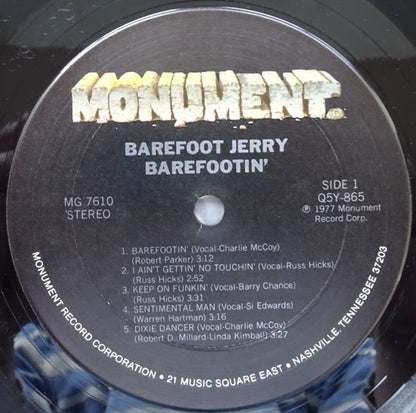 MONUMENT
BAREFOOT JERRY
BAREFOOTIN'
MG 7610
STEREO
SIDE 1
Q5Y-865
℗ 1977 Monument
Record Corp.
1. BAREFOOTIN' (Vocal-Charlie McCoy)
(Robert Parker) 3:12
2. I AIN'T GETTIN' NO TOUCHIN' (Vocal-Russ Hicks)
(Russ Hicks) 2:52
3. KEEP ON FUNKIN' (Vocal-Barry Chance)
(Russ Hicks) 3:31
4. SENTIMENTAL MAN (Vocal-Si Edwards)
(Warren Hartman) 3:16
5. DIXIE DANCER (Vocal-Charlie McCoy)
(Robert D. Millard-Linda Kimball) 3:27
MONUMENT RECORD CORPORATION • 21 MUSIC SQUARE EAST • NASHVILLE, TENNESSEE 37203